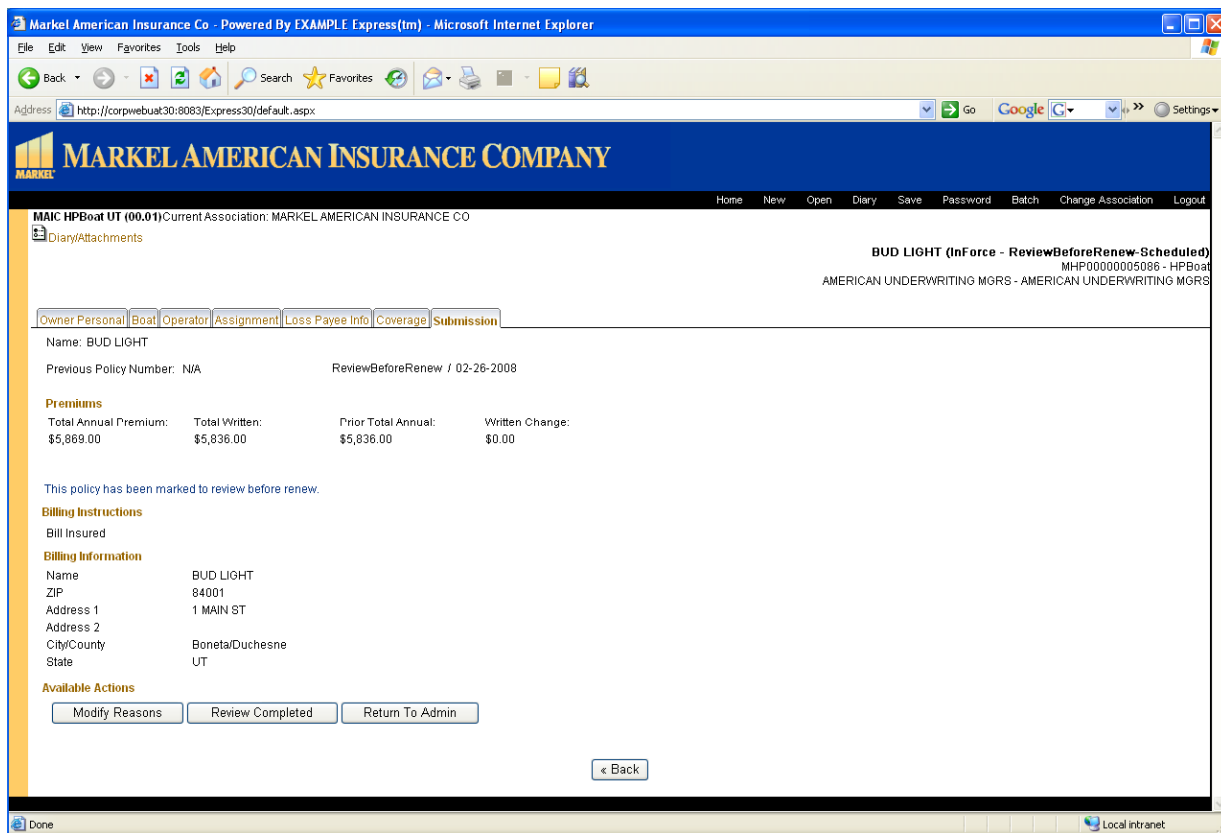 Markel American Insurance Co - Powered By EXAMPLE Express(tm) - Microsoft Internet Explorer
File Edit View Favorites Tools Help
Back Search Favorites
Address http://corpwebuat30:8083/Express30/default.aspx Go Google G Settings
MARKEL MARKEL AMERICAN INSURANCE COMPANY
Home New Open Diary Save Password Batch Change Association Logout
MAIC HPBoat UT (00.01)Current Association: MARKEL AMERICAN INSURANCE CO
Diary/Attachments
BUD LIGHT (InForce - ReviewBeforeRenew-Scheduled)
MHP00000005086 - HPBoat
AMERICAN UNDERWRITING MGRS - AMERICAN UNDERWRITING MGRS
Owner Personal Boat Operator Assignment Loss Payee Info Coverage Submission
Name: BUD LIGHT
Previous Policy Number: N/A ReviewBeforeRenew / 02-26-2008
Premiums
Total Annual Premium: Total Written: Prior Total Annual: Written Change:
$5,869.00 $5,836.00 $5,836.00 $0.00
This policy has been marked to review before renew.
Billing Instructions
Bill Insured
Billing Information
Name BUD LIGHT
ZIP 84001
Address 1 1 MAIN ST
Address 2
City/County Boneta/Duchesne
State UT
Available Actions
Modify Reasons Review Completed Return To Admin
« Back
Done Local intranet